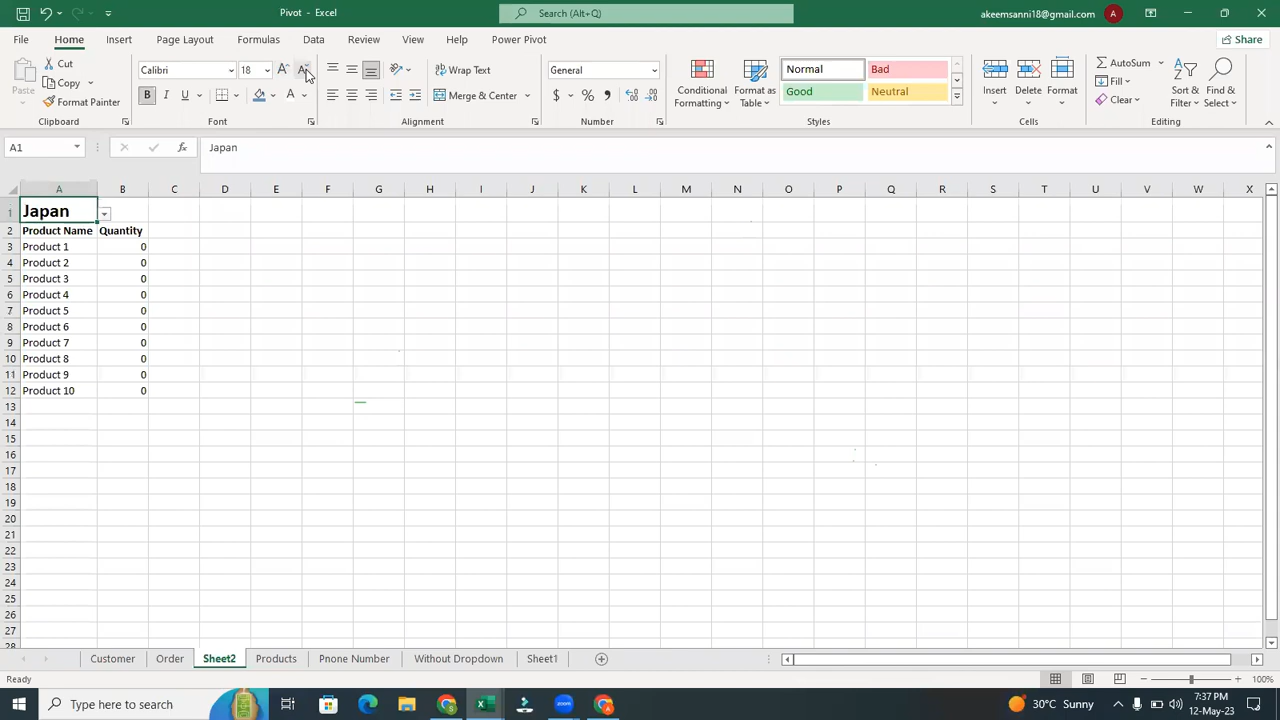 Pivot - Excel
Search (Alt+Q)
akeemsanni18@gmail.com
A
File Home Insert Page Layout Formulas Data Review View Help Power Pivot
Share
Paste
Cut
Copy
Format Painter
Clipboard
Calibri 18
B I U
Font
Wrap Text
Merge & Center
Alignment
General
$ % ,
Number
Conditional Formatting
Format as Table
Normal Bad
Good Neutral
Styles
Insert Delete Format
Cells
AutoSum
Fill
Clear
Sort & Filter
Find & Select
Editing
A1 fx Japan
A B C D E F G H I J K L M N O P Q R S T U V W X
1 Japan
2 Product Name Quantity
3 Product 1 0
4 Product 2 0
5 Product 3 0
6 Product 4 0
7 Product 5 0
8 Product 6 0
9 Product 7 0
10 Product 8 0
11 Product 9 0
12 Product 10 0
13
14
15
16
17
18
19
20
21
22
23
24
25
26
27
28
Customer Order Sheet2 Products Pnone Number Without Dropdown Sheet1
Ready
100%
Type here to search
zoom
30°C Sunny
7:37 PM
12-May-23